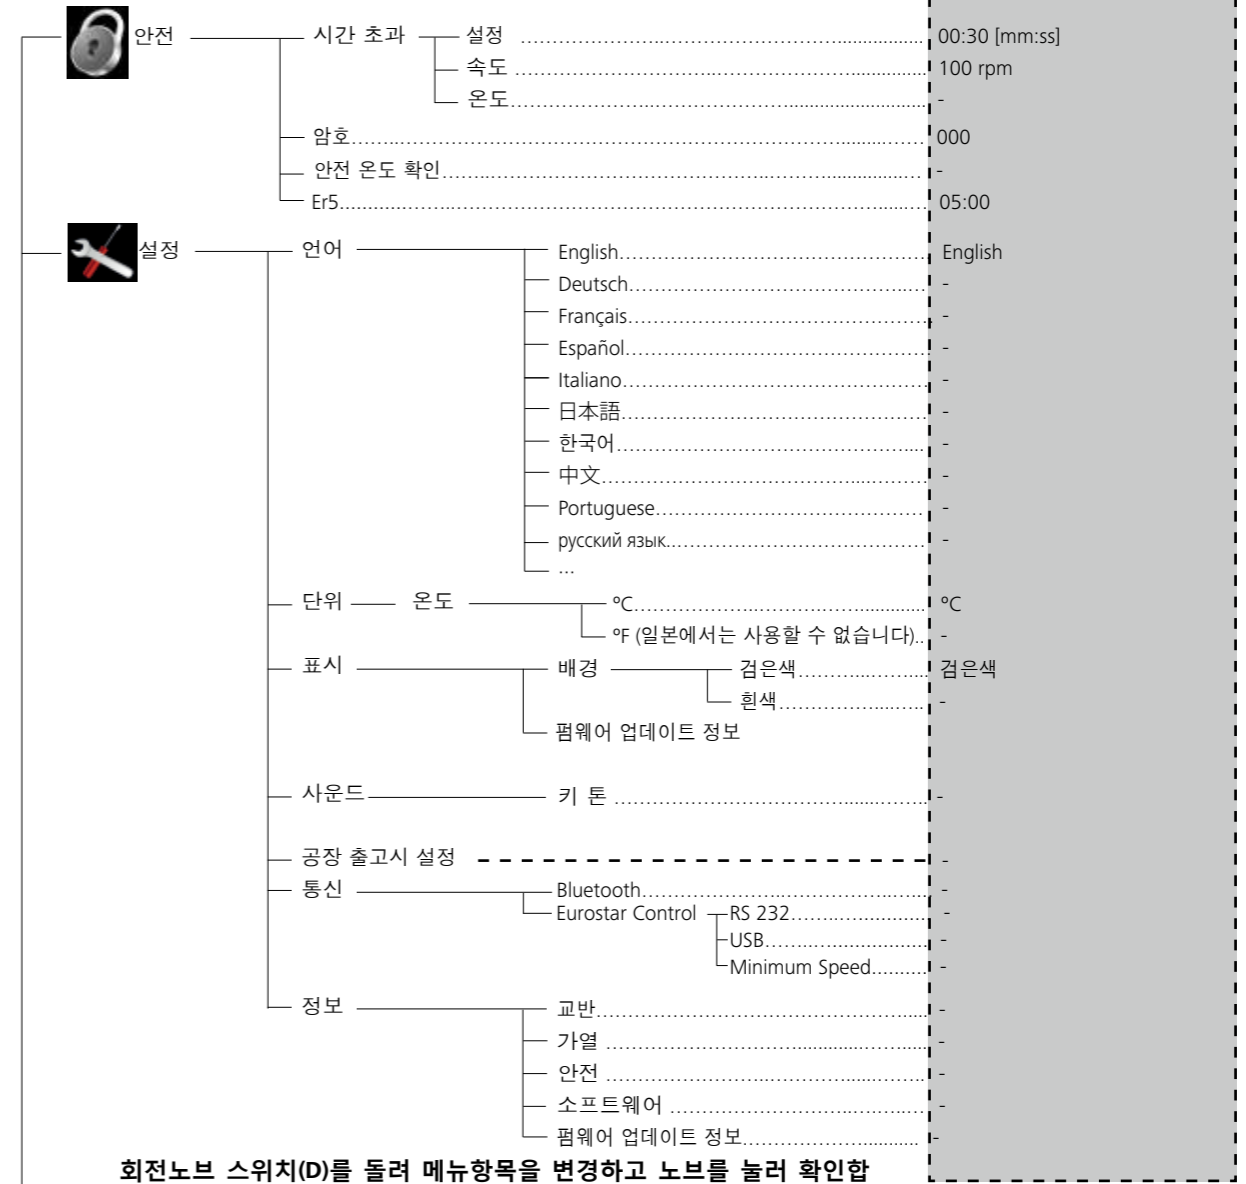 안전 시간 초과 설정 00:30 [mm:ss]
속도 100 rpm
온도 -
암호 000
안전 온도 확인 -
Er5 05:00
설정 언어 English English
Deutsch -
Français -
Español -
Italiano -
日本語 -
한국어 -
中文 -
Portuguese -
русский язык -
...
단위 온도 ºC ºC
ºF (일본에서는 사용할 수 없습니다) -
표시 배경 검은색 검은색
흰색 -
펌웨어 업데이트 정보
사운드 키 톤 -
공장 출고시 설정 -
통신 Bluetooth -
Eurostar Control RS 232 -
USB -
Minimum Speed -
정보 교반 -
가열 -
안전 -
소프트웨어 -
펌웨어 업데이트 정보 -
회전노브 스위치(D)를 돌려 메뉴항목을 변경하고 노브를 눌러 확인합